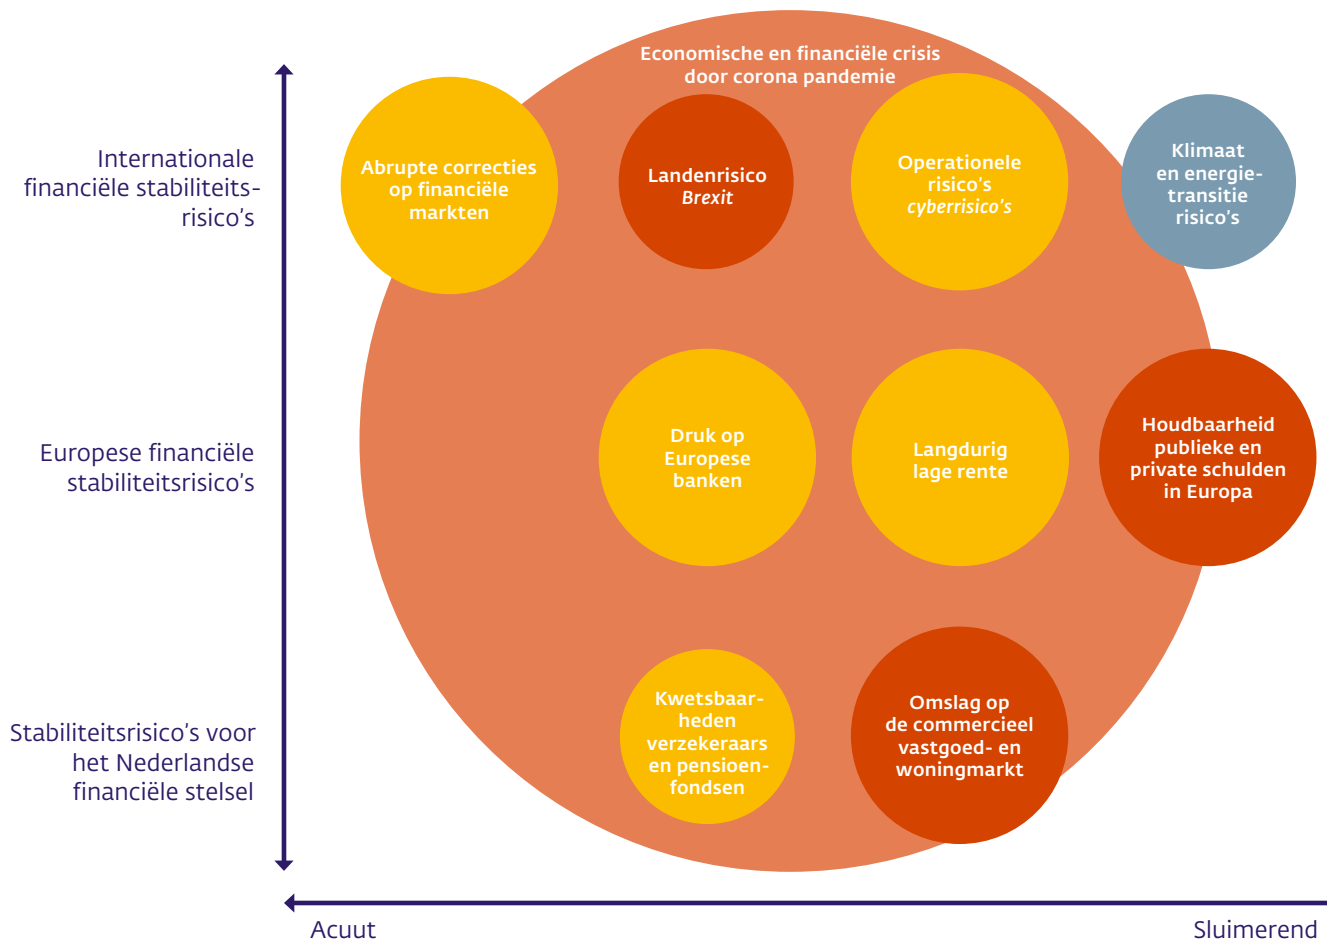 Economische en financiële crisis
door corona pandemie
Internationale
financiële stabiliteits-
risico's
Abrupte correcties
op financiële
markten
Landenrisico
Brexit
Operationele
risico's
cyberrisico's
Klimaat
en energie-
transitie
risico's
Europese financiële
stabiliteitsrisico's
Druk op
Europese
banken
Langdurig
lage rente
Houdbaarheid
publieke en
private schulden
in Europa
Stabiliteitsrisico's voor
het Nederlandse
financiële stelsel
Kwetsbaar-
heden
verzekeraars
en pensioen-
fondsen
Omslag op
de commercieel
vastgoed- en
woningmarkt
Acuut
Sluimerend